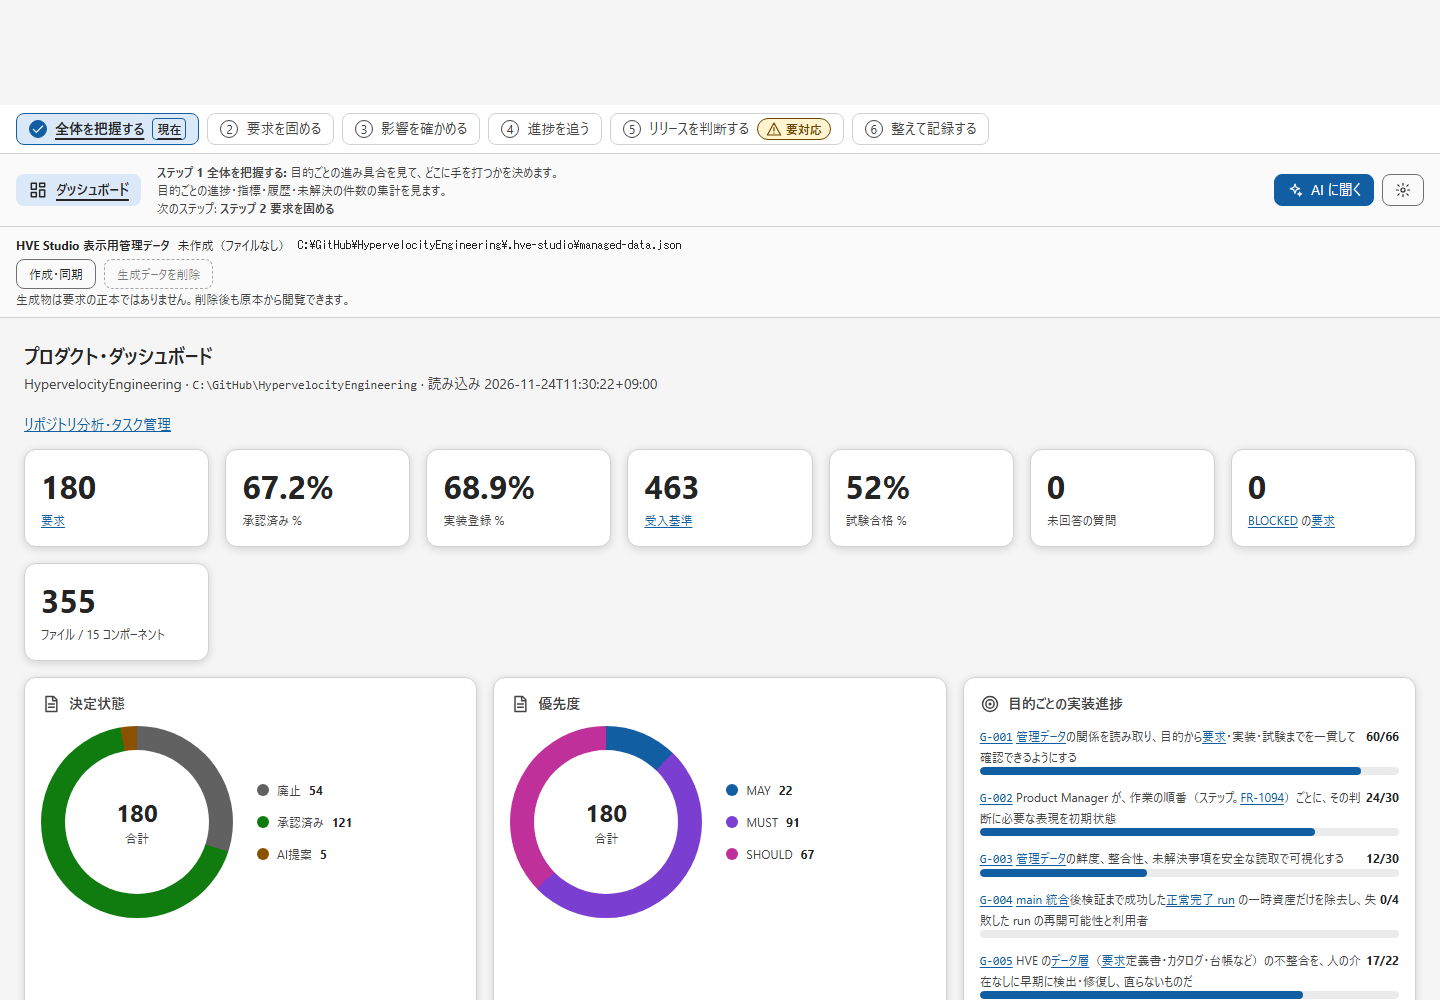 全体を把握する 現在
2 要求を固める
3 影響を確かめる
4 進捗を追う
5 リリースを判断する 要対応
6 整えて記録する
ダッシュボード
ステップ 1 全体を把握する: 目的ごとの進み具合を見て、どこに手を打つかを決めます。
目的ごとの進捗・指標・履歴・未解決の件数の集計を見ます。
次のステップ: ステップ 2 要求を固める
AI に聞く
HVE Studio 表示用管理データ 未作成（ファイルなし） C:¥GitHub¥HypervelocityEngineering¥.hve-studio¥managed-data.json
作成・同期
生成データを削除
生成物は要求の正本ではありません。削除後も原本から閲覧できます。
プロダクト・ダッシュボード
HypervelocityEngineering · C:\GitHub\HypervelocityEngineering · 読み込み 2026-11-24T11:30:22+09:00
リポジトリ分析・タスク管理
180
要求
67.2%
承認済み %
68.9%
実装登録 %
463
受入基準
52%
試験合格 %
0
未回答の質問
0
BLOCKED の要求
355
ファイル / 15 コンポーネント
決定状態
180
合計
廃止 54
承認済み 121
AI提案 5
優先度
180
合計
MAY 22
MUST 91
SHOULD 67
目的ごとの実装進捗
G-001 管理データの関係を読み取り、目的から要求・実装・試験までを一貫して 60/66
確認できるようにする
G-002 Product Manager が、作業の順番（ステップ。FR-1094）ごとに、その判 24/30
断に必要な表現を初期状態
G-003 管理データの鮮度、整合性、未解決事項を安全な読取で可視化する 12/30
G-004 main 統合後検証まで成功した正常完了 run の一時資産だけを除去し、失 0/4
敗した run の再開可能性と利用者
G-005 HVE のデータ層（要求定義書・カタログ・台帳など）の不整合を、人の介 17/22
在なしに早期に検出・修復し、直らないものだ